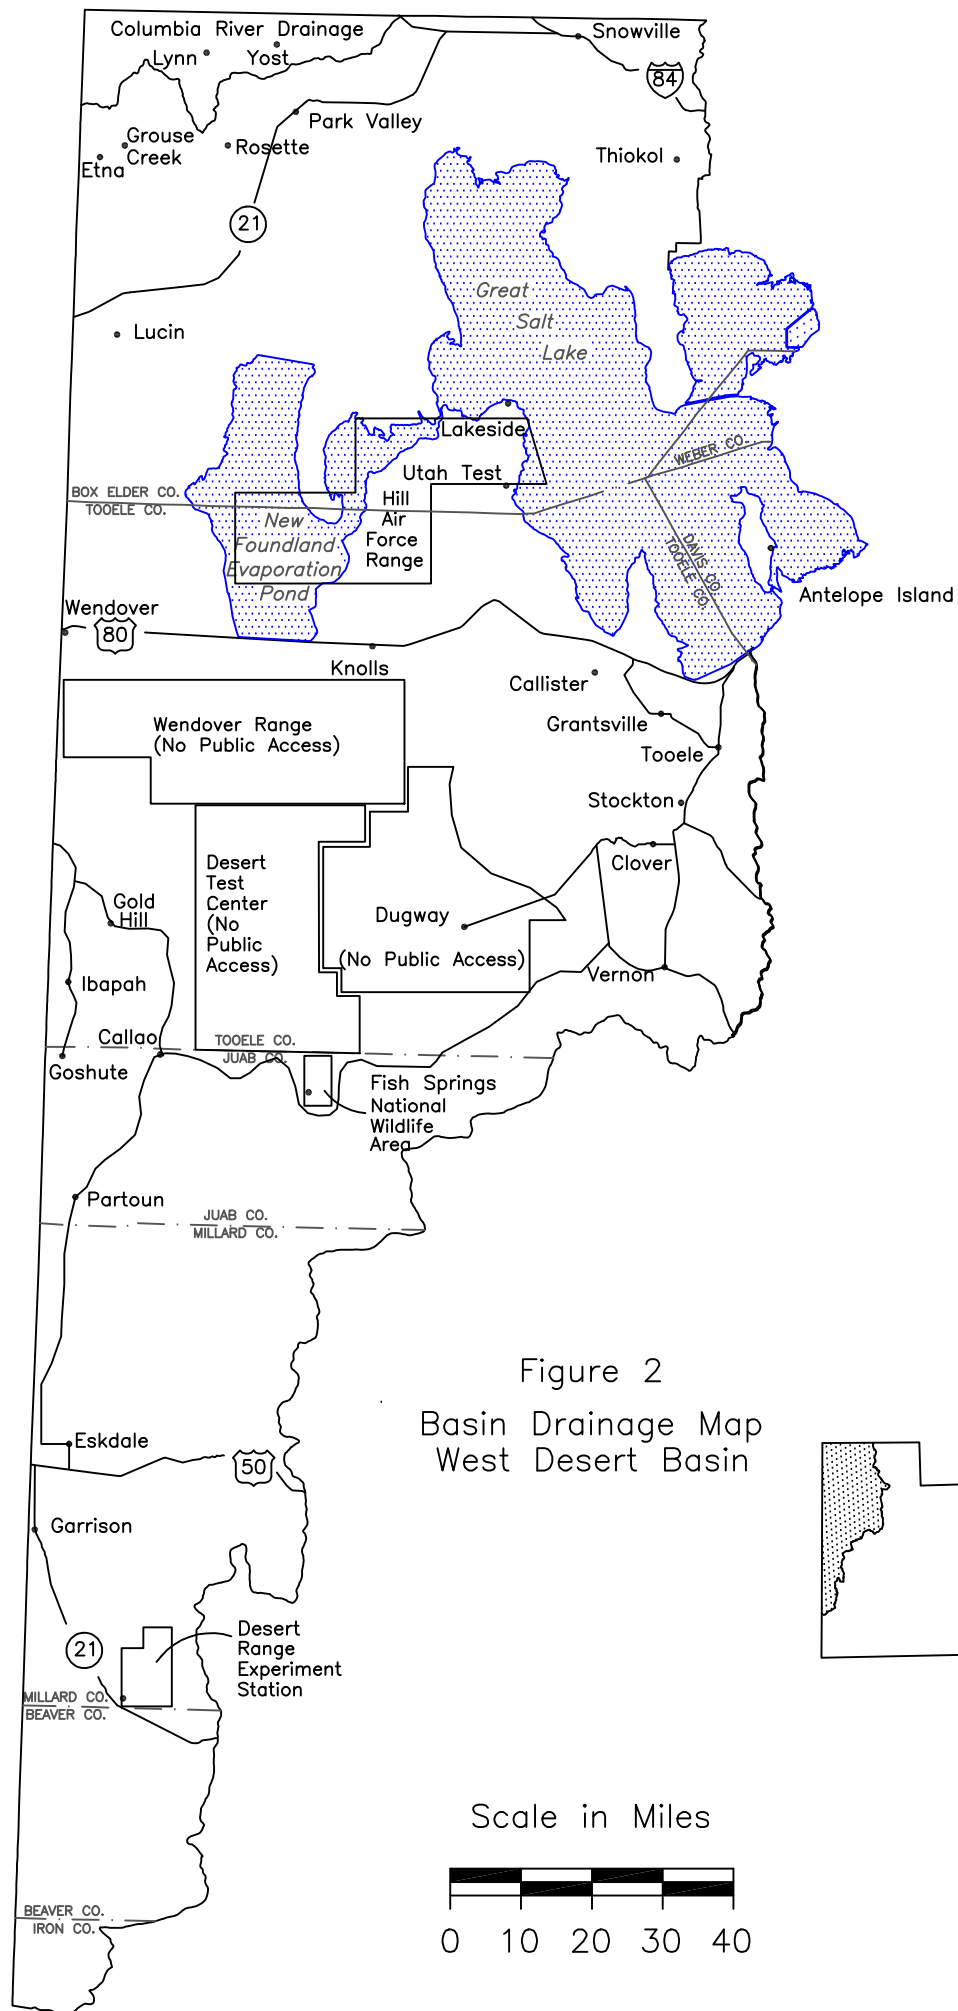 Columbia River Drainage
Snowville
Lynn
Yost
84
Park Valley
Grouse
Creek
Rosette
Etna
Thiokol
21
Great
Salt
Lake
Lucin
Lakeside
WEBER CO.
Utah Test
BOX ELDER CO.
TOOELE CO.
Hill
Air
Force
Range
New
Foundland
Evaporation
Pond
DAVIS CO.
TOOELE CO.
Antelope Island
Wendover
80
Knolls
Callister
Grantsville
Wendover Range
(No Public Access)
Tooele
Stockton
Clover
Desert
Test
Center
(No
Public
Access)
Gold
Hill
Dugway
(No Public Access)
Vernon
Ibapah
Callao
TOOELE CO.
JUAB CO.
Goshute
Fish Springs
National
Wildlife
Area
Partoun
JUAB CO.
MILLARD CO.
Figure 2
Basin Drainage Map
West Desert Basin
Eskdale
50
Garrison
21
Desert
Range
Experiment
Station
MILLARD CO.
BEAVER CO.
Scale in Miles
0 10 20 30 40
BEAVER CO.
IRON CO.